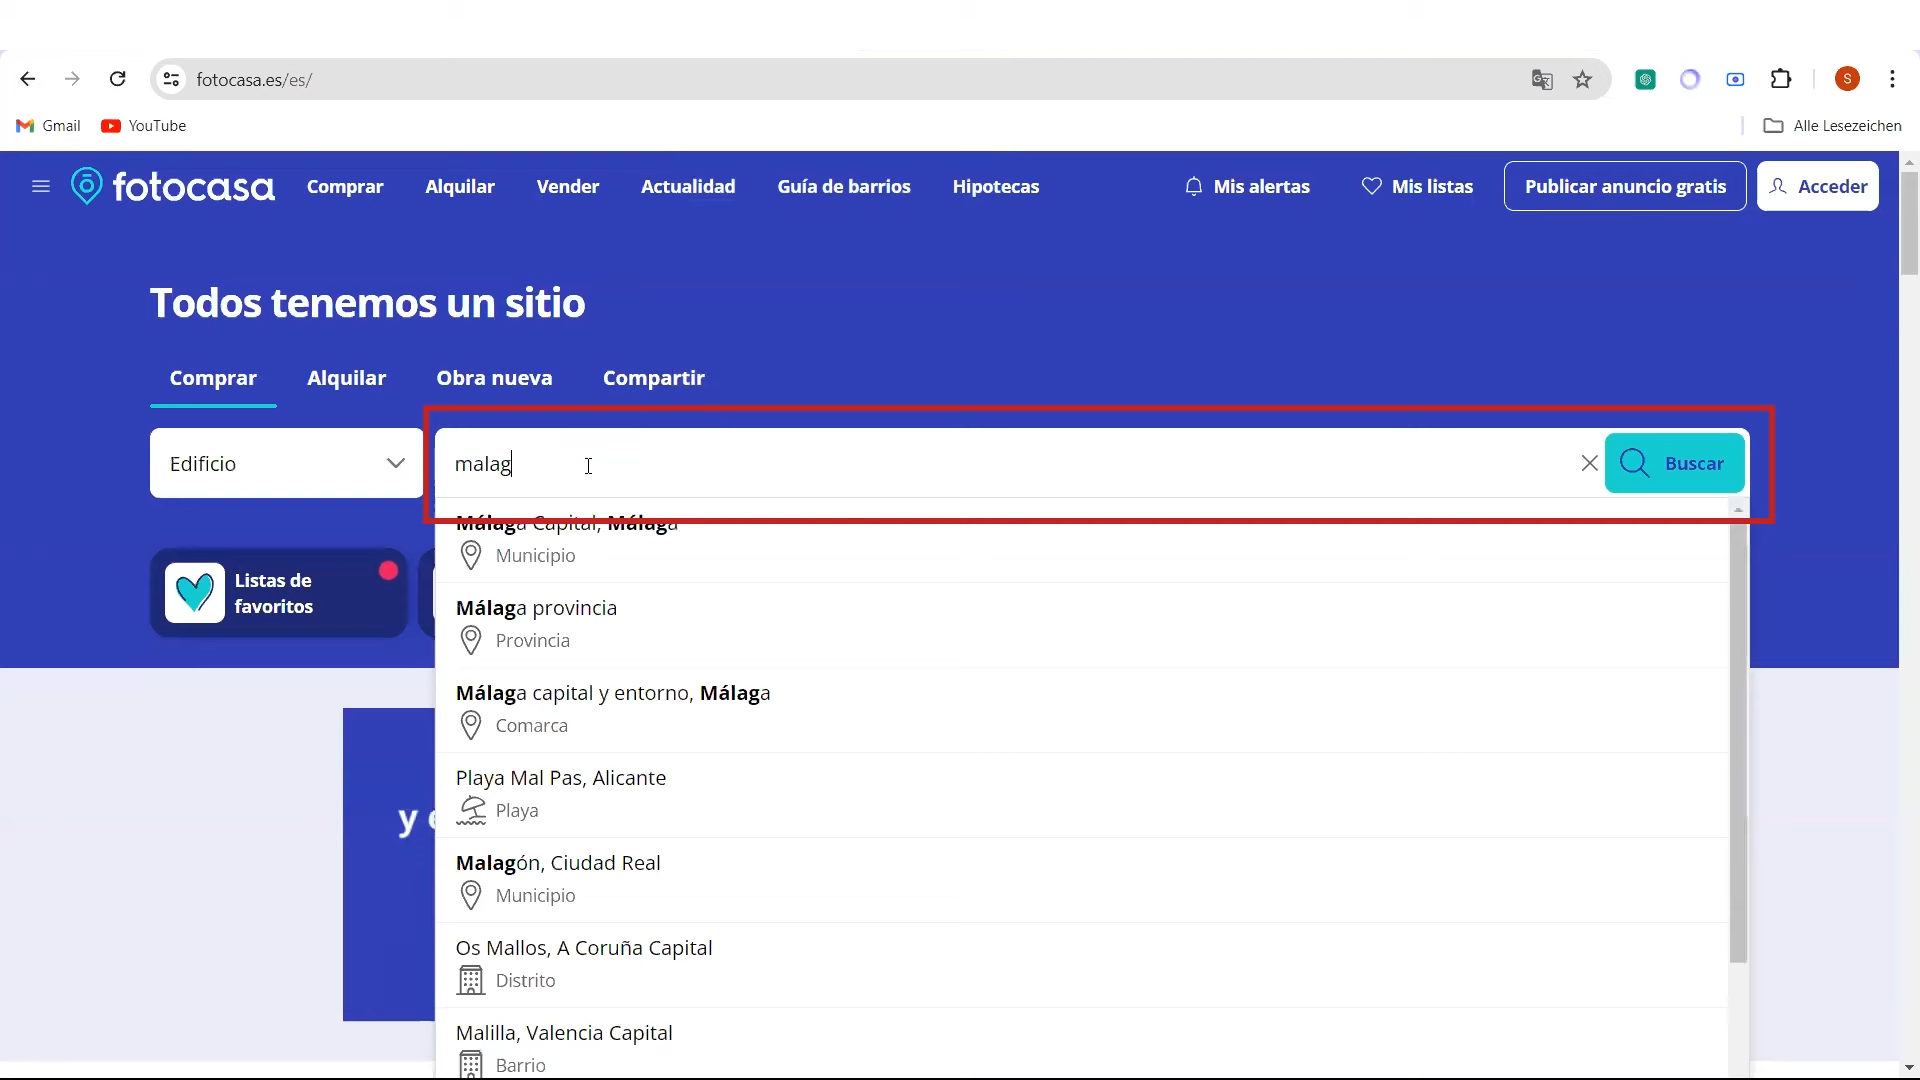 fotocasa.es/es/
S
Gmail YouTube Alle Lesezeichen
fotocasa Comprar Alquilar Vender Actualidad Guía de barrios Hipotecas Mis alertas Mis listas Publicar anuncio gratis Acceder
Todos tenemos un sitio
Comprar Alquilar Obra nueva Compartir
Edificio malag Buscar
Málaga Capital, Málaga
Municipio
Listas de
favoritos
Málaga provincia
Provincia
Málaga capital y entorno, Málaga
Comarca
Playa Mal Pas, Alicante
Playa
y
Malagón, Ciudad Real
Municipio
Os Mallos, A Coruña Capital
Distrito
Malilla, Valencia Capital
Barrio